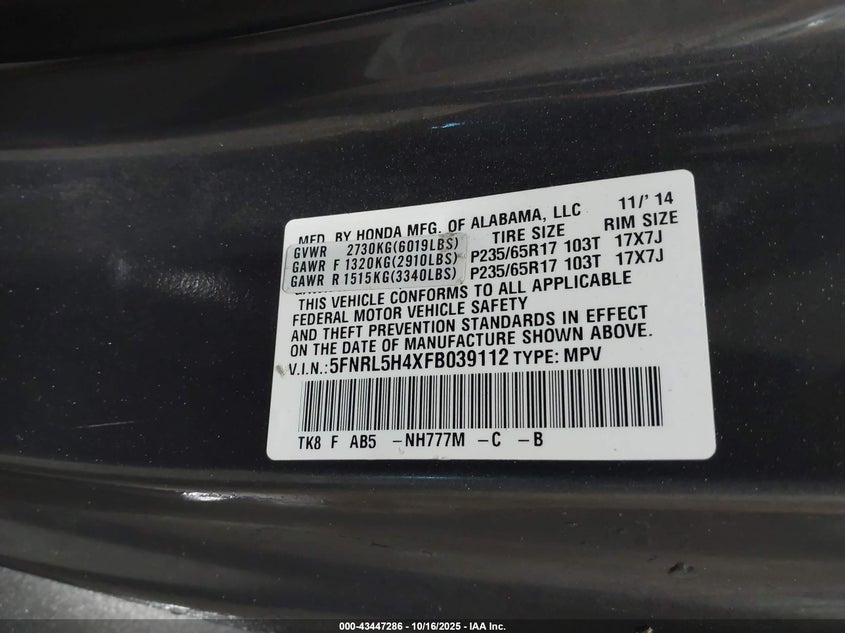 MFD. BY HONDA MFG. OF ALABAMA, LLC 11/' 14
TIRE SIZE RIM SIZE
GVWR 2730KG(6019LBS)
GAWR F 1320KG(2910LBS) P235/65R17 103T 17X7J
GAWR R 1515KG(3340LBS) P235/65R17 103T 17X7J
THIS VEHICLE CONFORMS TO ALL APPLICABLE
FEDERAL MOTOR VEHICLE SAFETY
AND THEFT PREVENTION STANDARDS IN EFFECT
ON THE DATE OF MANUFACTURE SHOWN ABOVE.
V.I.N.:5FNRL5H4XFB039112 TYPE: MPV
TK8 F AB5 -NH777M -C -B
000-43447286 - 10/16/2025 - IAA Inc.